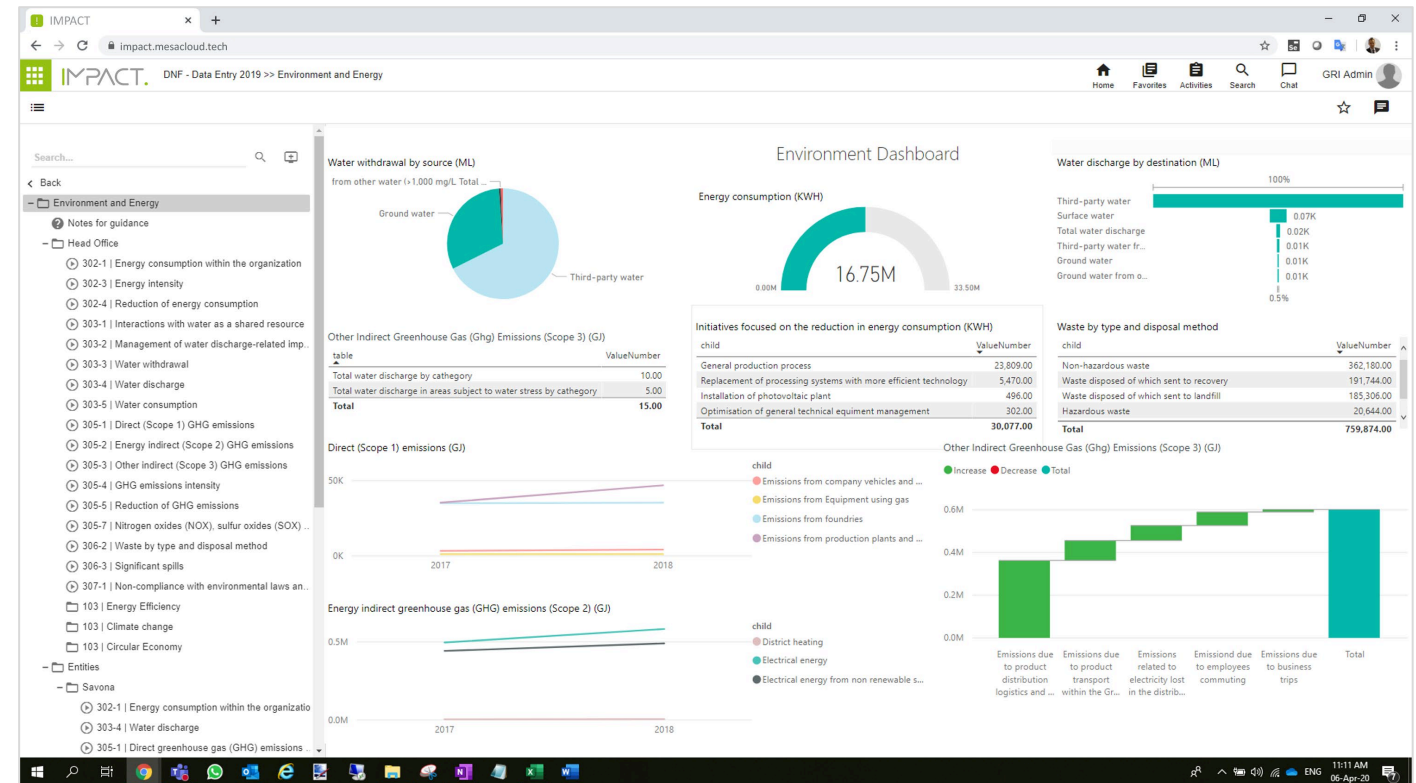 IMPACT
impact.mesacloud.tech
IMPACT. DNF - Data Entry 2019 >> Environment and Energy
Home Favorites Activities Search Chat GRI Admin
Search...
Back
Environment and Energy
Notes for guidance
Head Office
302-1 | Energy consumption within the organization
302-3 | Energy intensity
302-4 | Reduction of energy consumption
303-1 | Interactions with water as a shared resource
303-2 | Management of water discharge-related imp..
303-3 | Water withdrawal
303-4 | Water discharge
303-5 | Water consumption
305-1 | Direct (Scope 1) GHG emissions
305-2 | Energy indirect (Scope 2) GHG emissions
305-3 | Other indirect (Scope 3) GHG emissions
305-4 | GHG emissions intensity
305-5 | Reduction of GHG emissions
305-7 | Nitrogen oxides (NOX), sulfur oxides (SOX) ..
306-2 | Waste by type and disposal method
306-3 | Significant spills
307-1 | Non-compliance with environmental laws an..
103 | Energy Efficiency
103 | Climate change
103 | Circular Economy
Entities
Savona
302-1 | Energy consumption within the organizatio
303-4 | Water discharge
305-1 | Direct greenhouse gas (GHG) emissions ..
Environment Dashboard
Water withdrawal by source (ML)
from other water (>1,000 mg/L Total ...
Ground water
Third-party water
Energy consumption (KWH)
16.75M
0.00M
33.50M
Water discharge by destination (ML)
100%
Third-party water
Surface water 0.07K
Total water discharge 0.02K
Third-party water fr... 0.01K
Ground water 0.01K
Ground water from o... 0.01K
0.5%
Other Indirect Greenhouse Gas (Ghg) Emissions (Scope 3) (GJ)
table ValueNumber
Total water discharge by cathegory 10.00
Total water discharge in areas subject to water stress by cathegory 5.00
Total 15.00
Initiatives focused on the reduction in energy consumption (KWH)
child ValueNumber
General production process 23,809.00
Replacement of processing systems with more efficient technology 5,470.00
Installation of photovoltaic plant 496.00
Optimisation of general technical equiment management 302.00
Total 30,077.00
Waste by type and disposal method
child ValueNumber
Non-hazardous waste 362,180.00
Waste disposed of which sent to recovery 191,744.00
Waste disposed of which sent to landfill 185,306.00
Hazardous waste 20,644.00
Total 759,874.00
Direct (Scope 1) emissions (GJ)
50K
0K
2017 2018
child
Emissions from company vehicles and ...
Emissions from Equipment using gas
Emissions from foundries
Emissions from production plants and ...
Energy indirect greenhouse gas (GHG) emissions (Scope 2) (GJ)
0.5M
0.0M
2017 2018
child
District heating
Electrical energy
Electrical energy from non renewable s...
Other Indirect Greenhouse Gas (Ghg) Emissions (Scope 3) (GJ)
Increase Decrease Total
0.6M
0.4M
0.2M
0.0M
Emissions due to product distribution logistics and ...
Emissions due to product transport within the Gr...
Emissions related to electricity lost in the distrib...
Emissiond due to employees commuting
Emissions due to business trips
Total
ENG
11:11 AM
06-Apr-20